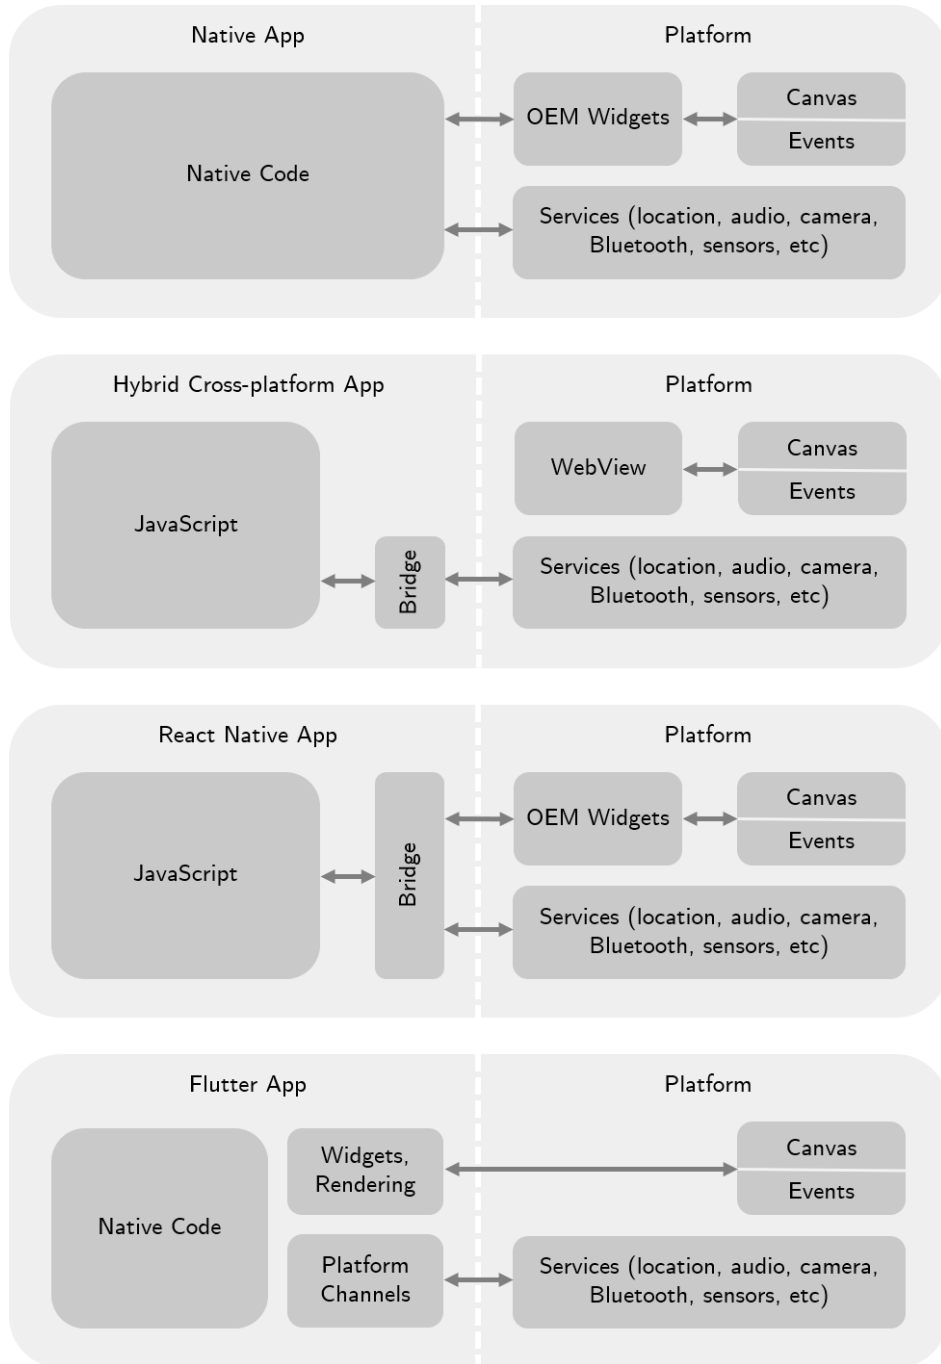 Native App
Platform
Native Code
OEM Widgets
Canvas
Events
Services (location, audio, camera,
Bluetooth, sensors, etc)
Hybrid Cross-platform App
Platform
JavaScript
Bridge
WebView
Canvas
Events
Services (location, audio, camera,
Bluetooth, sensors, etc)
React Native App
Platform
JavaScript
Bridge
OEM Widgets
Canvas
Events
Services (location, audio, camera,
Bluetooth, sensors, etc)
Flutter App
Platform
Native Code
Widgets,
Rendering
Platform
Channels
Canvas
Events
Services (location, audio, camera,
Bluetooth, sensors, etc)